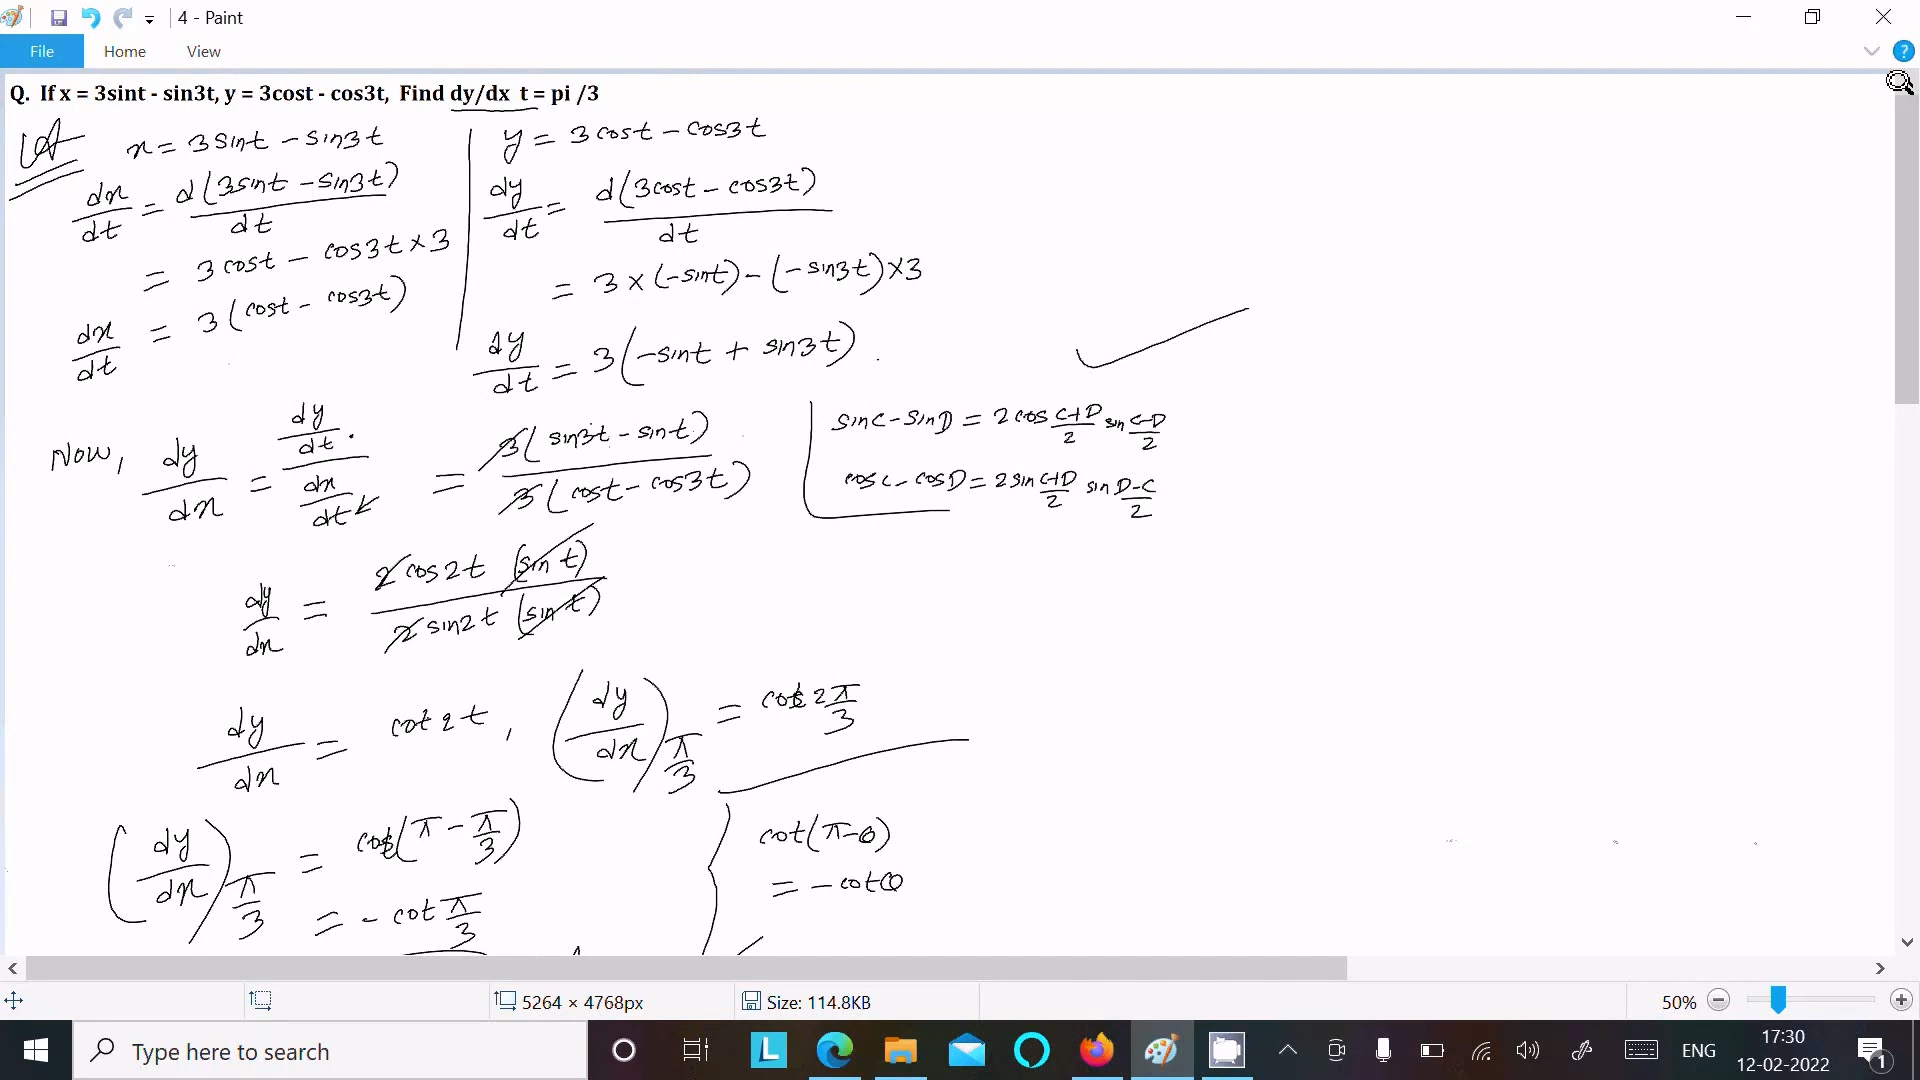 4 - Paint
File Home View
Q. If x = 3sint - sin3t, y = 3cost - cos3t, Find dy/dx t = pi /3
x = 3sint - sin3t
dx/dt = d(3sint - sin3t)/dt
= 3cost - cos3t × 3
dx/dt = 3(cost - cos3t)
y = 3cost - cos3t
dy/dt = d(3cost - cos3t)/dt
= 3 × (-sint) - (-sin3t) × 3
dy/dt = 3(-sint + sin3t).
Now, dy/dx = dy/dt / dx/dt = 3(sin3t - sint)/3(cost - cos3t)
sinC - sinD = 2cos C+D/2 sin C-D/2
cosC - cosD = 2sin C+D/2 sin D-C/2
dy/dx = 2cos2t (sint)/2sin2t (sint)
dy/dx = cot2t, (dy/dx)π/3 = cot 2π/3
(dy/dx)π/3 = cot(π - π/3)
= - cot π/3
cot(π-θ)
= - cotθ
5264 × 4768px Size: 114.8KB 50%
Type here to search
ENG
17:30
12-02-2022
1